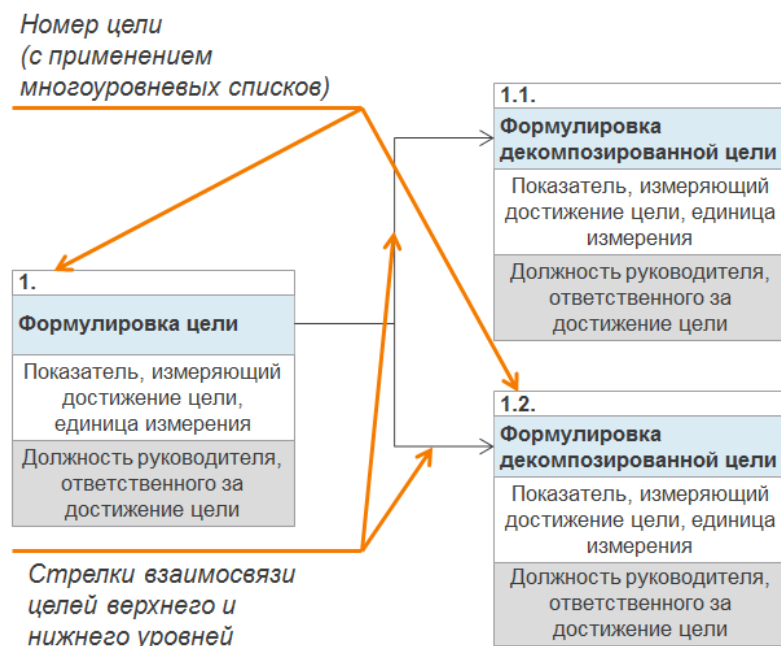 Номер цели
(с применением
многоуровневых списков)
1.1.
Формулировка
декомпозированной цели
Показатель, измеряющий
достижение цели, единица
измерения
Должность руководителя,
ответственного за
достижение цели
1.
Формулировка цели
Показатель, измеряющий
достижение цели,
единица измерения
Должность руководителя,
ответственного за
достижение цели
1.2.
Формулировка
декомпозированной цели
Показатель, измеряющий
достижение цели, единица
измерения
Должность руководителя,
ответственного за
достижение цели
Стрелки взаимосвязи
целей верхнего и
нижнего уровней